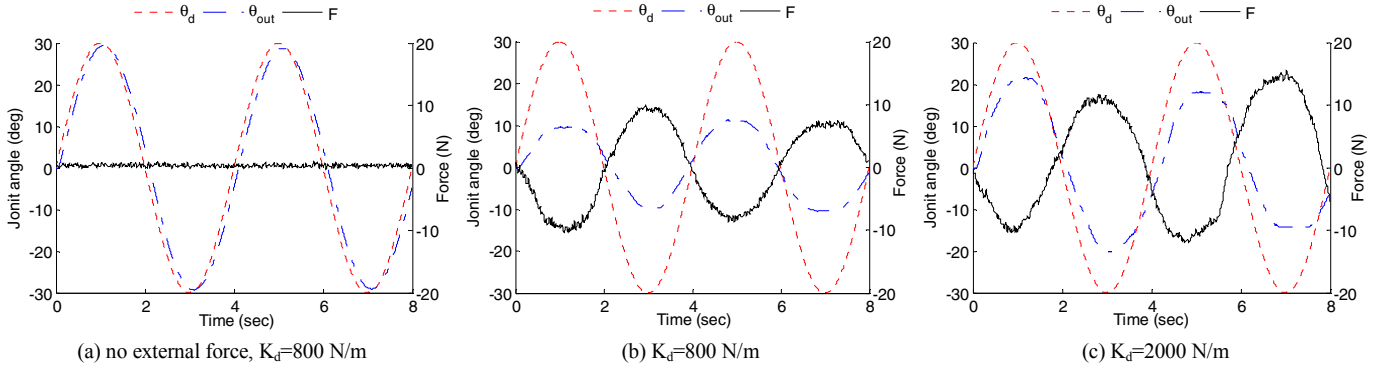 θd θout F
30 20 10 0 -10 -20 -30
Jonit angle (deg)
20 10 0 -10 -20
Force (N)
0 2 4 6 8
Time (sec)
(a) no external force, Kd=800 N/m
θd θout F
30 20 10 0 -10 -20 -30
Jonit angle (deg)
20 10 0 -10 -20
Force (N)
0 2 4 6 8
Time (sec)
(b) Kd=800 N/m
θd θout F
30 20 10 0 -10 -20 -30
Jonit angle (deg)
20 10 0 -10 -20
Force (N)
0 2 4 6 8
Time (sec)
(c) Kd=2000 N/m